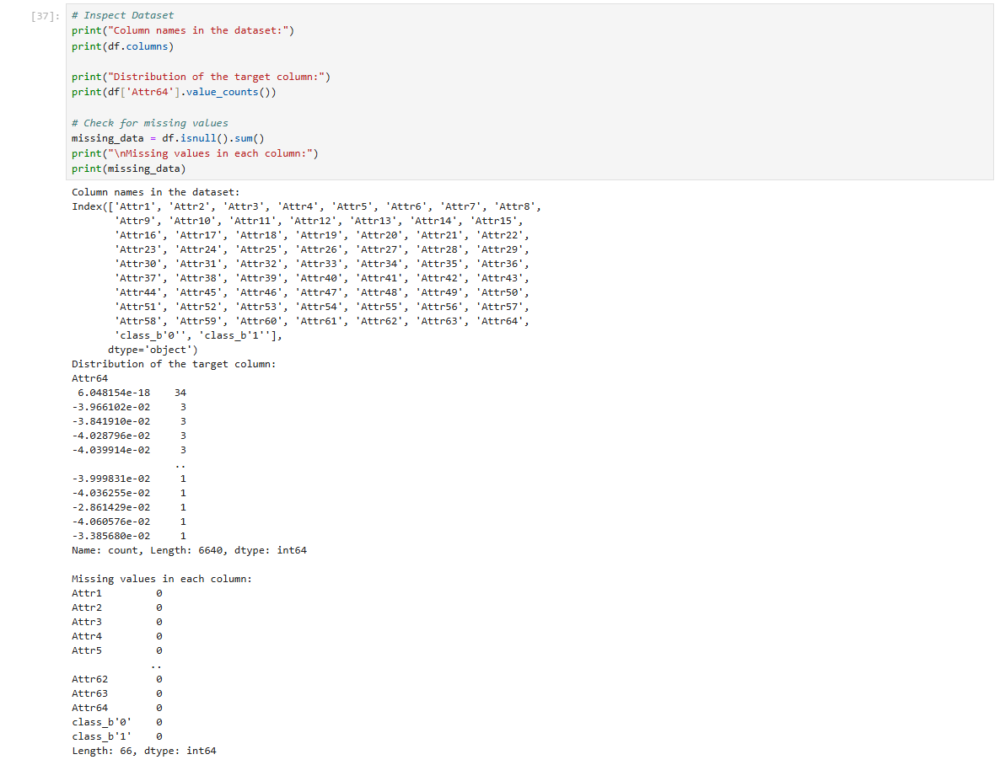 [37]:
# Inspect Dataset
print("Column names in the dataset:")
print(df.columns)
print("Distribution of the target column:")
print(df['Attr64'].value_counts())
# Check for missing values
missing_data = df.isnull().sum()
print("\nMissing values in each column:")
print(missing_data)
Column names in the dataset:
Index(['Attr1', 'Attr2', 'Attr3', 'Attr4', 'Attr5', 'Attr6', 'Attr7', 'Attr8',
'Attr9', 'Attr10', 'Attr11', 'Attr12', 'Attr13', 'Attr14', 'Attr15',
'Attr16', 'Attr17', 'Attr18', 'Attr19', 'Attr20', 'Attr21', 'Attr22',
'Attr23', 'Attr24', 'Attr25', 'Attr26', 'Attr27', 'Attr28', 'Attr29',
'Attr30', 'Attr31', 'Attr32', 'Attr33', 'Attr34', 'Attr35', 'Attr36',
'Attr37', 'Attr38', 'Attr39', 'Attr40', 'Attr41', 'Attr42', 'Attr43',
'Attr44', 'Attr45', 'Attr46', 'Attr47', 'Attr48', 'Attr49', 'Attr50',
'Attr51', 'Attr52', 'Attr53', 'Attr54', 'Attr55', 'Attr56', 'Attr57',
'Attr58', 'Attr59', 'Attr60', 'Attr61', 'Attr62', 'Attr63', 'Attr64',
'class_b'0'', 'class_b'1''],
dtype='object')
Distribution of the target column:
Attr64
6.048154e-18 34
-3.966102e-02 3
-3.841910e-02 3
-4.028796e-02 3
-4.039914e-02 3
..
-3.999831e-02 1
-4.036255e-02 1
-2.861429e-02 1
-4.060576e-02 1
-3.385680e-02 1
Name: count, Length: 6640, dtype: int64
Missing values in each column:
Attr1 0
Attr2 0
Attr3 0
Attr4 0
Attr5 0
..
Attr62 0
Attr63 0
Attr64 0
class_b'0' 0
class_b'1' 0
Length: 66, dtype: int64